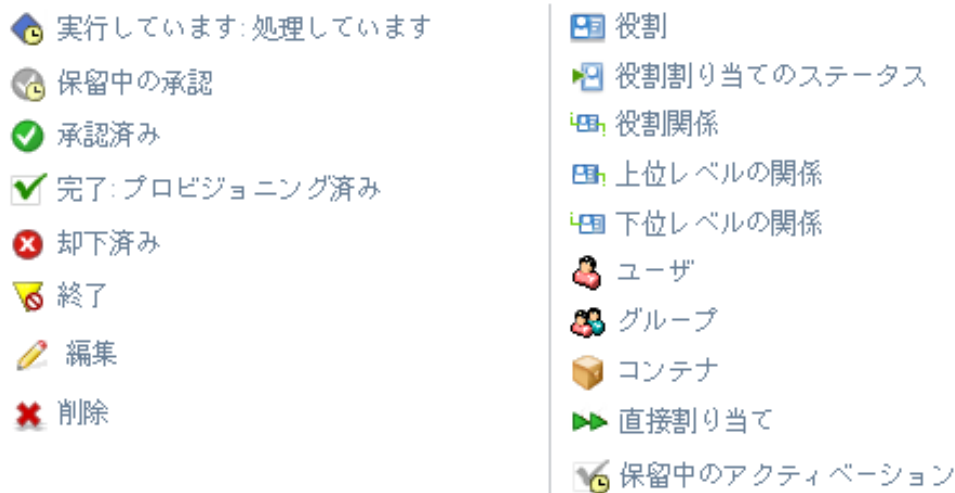 実行しています: 処理しています
保留中の承認
承認済み
完了: プロビジョニング済み
却下済み
終了
編集
削除
役割
役割割り当てのステータス
役割関係
上位レベルの関係
下位レベルの関係
ユーザ
グループ
コンテナ
直接割り当て
保留中のアクティベーション